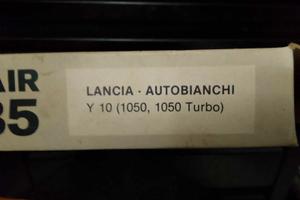 AIR
35
LANCIA · AUTOBIANCHI
Y 10 (1050, 1050 Turbo)